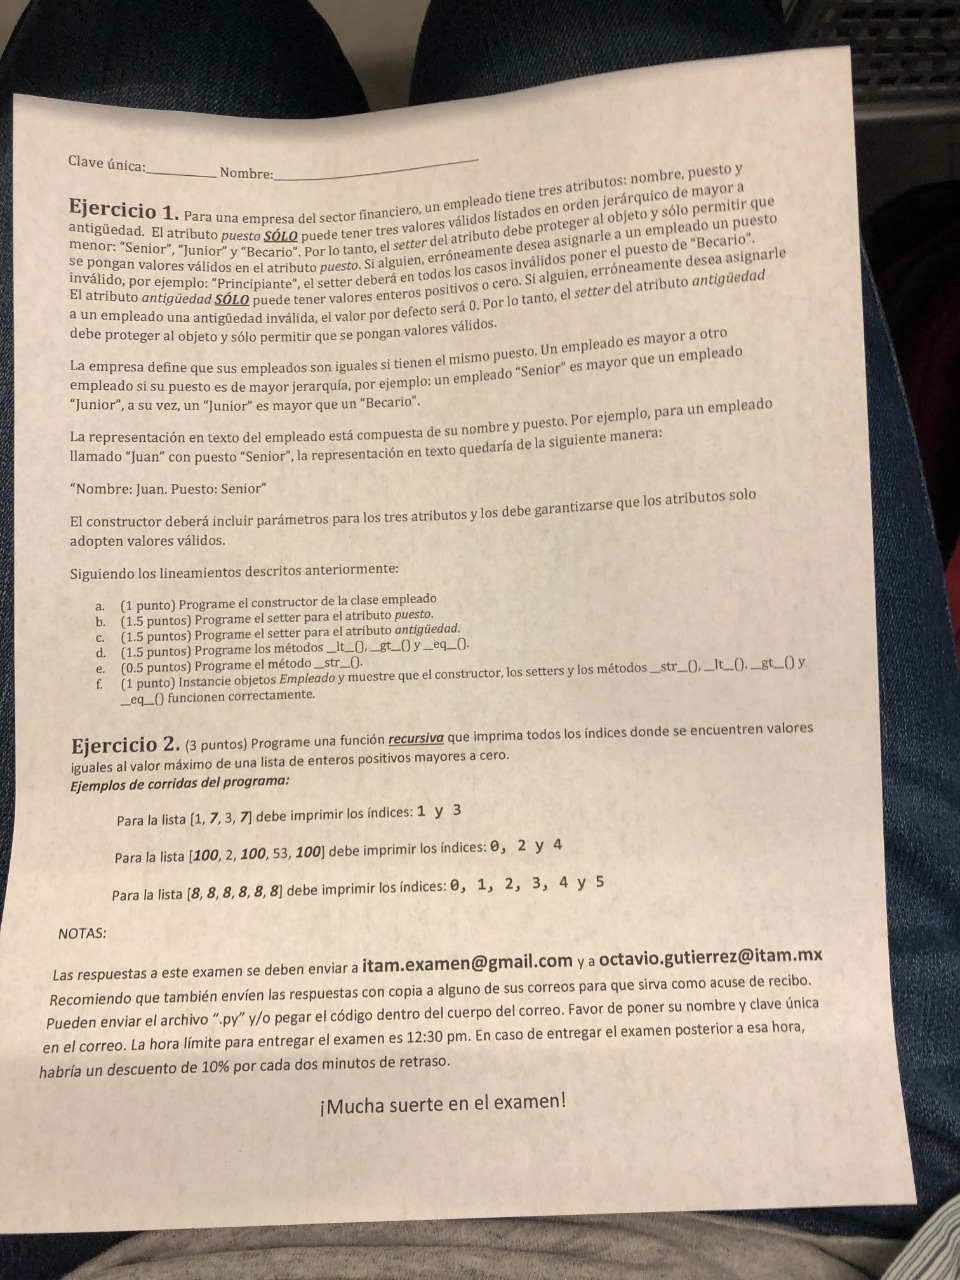 Clave única:__________ Nombre:______________________________
Ejercicio 1. Para una empresa del sector financiero, un empleado tiene tres atributos: nombre, puesto y
antigüedad. El atributo puesto SÓLO puede tener tres valores válidos listados en orden jerárquico de mayor a
menor: “Senior”, “Junior” y “Becario”. Por lo tanto, el setter del atributo debe proteger al objeto y sólo permitir que
se pongan valores válidos en el atributo puesto. Si alguien, erróneamente desea asignarle a un empleado un puesto
inválido, por ejemplo: “Principiante”, el setter deberá en todos los casos inválidos poner el puesto de “Becario”.
El atributo antigüedad SÓLO puede tener valores enteros positivos o cero. Si alguien, erróneamente desea asignarle
a un empleado una antigüedad inválida, el valor por defecto será 0. Por lo tanto, el setter del atributo antigüedad
debe proteger al objeto y sólo permitir que se pongan valores válidos.
La empresa define que sus empleados son iguales si tienen el mismo puesto. Un empleado es mayor a otro
empleado si su puesto es de mayor jerarquía, por ejemplo: un empleado “Senior” es mayor que un empleado
“Junior”, a su vez, un “Junior” es mayor que un “Becario”.
La representación en texto del empleado está compuesta de su nombre y puesto. Por ejemplo, para un empleado
llamado “Juan” con puesto “Senior”, la representación en texto quedaría de la siguiente manera:
“Nombre: Juan. Puesto: Senior”
El constructor deberá incluir parámetros para los tres atributos y los debe garantizarse que los atributos solo
adopten valores válidos.
Siguiendo los lineamientos descritos anteriormente:
a. (1 punto) Programe el constructor de la clase empleado
b. (1.5 puntos) Programe el setter para el atributo puesto.
c. (1.5 puntos) Programe el setter para el atributo antigüedad.
d. (1.5 puntos) Programe los métodos __lt__(), __gt__() y __eq__().
e. (0.5 puntos) Programe el método __str__().
f. (1 punto) Instancie objetos Empleado y muestre que el constructor, los setters y los métodos __str__(), __lt__(), __gt__() y
__eq__() funcionen correctamente.
Ejercicio 2. (3 puntos) Programe una función recursiva que imprima todos los índices donde se encuentren valores
iguales al valor máximo de una lista de enteros positivos mayores a cero.
Ejemplos de corridas del programa:
Para la lista [1, 7, 3, 7] debe imprimir los índices: 1 y 3
Para la lista [100, 2, 100, 53, 100] debe imprimir los índices: 0, 2 y 4
Para la lista [8, 8, 8, 8, 8, 8] debe imprimir los índices: 0, 1, 2, 3, 4 y 5
NOTAS:
Las respuestas a este examen se deben enviar a itam.examen@gmail.com y a octavio.gutierrez@itam.mx
Recomiendo que también envíen las respuestas con copia a alguno de sus correos para que sirva como acuse de recibo.
Pueden enviar el archivo “.py” y/o pegar el código dentro del cuerpo del correo. Favor de poner su nombre y clave única
en el correo. La hora límite para entregar el examen es 12:30 pm. En caso de entregar el examen posterior a esa hora,
habría un descuento de 10% por cada dos minutos de retraso.
¡Mucha suerte en el examen!